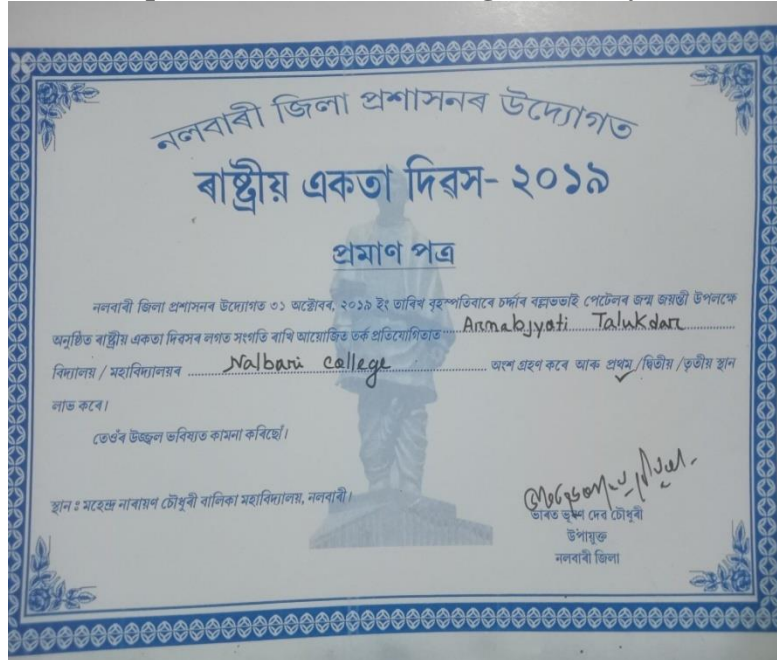 নলবাৰী জিলা প্ৰশাসনৰ উদ্যোগত
ৰাষ্ট্ৰীয় একতা দিৱস- ২০১৯
প্ৰমাণ পত্ৰ
নলবাৰী জিলা প্ৰশাসনৰ উদ্যোগত ৩১ অক্টোবৰ, ২০১৯ ইং তাৰিখ বৃহস্পতিবাৰে চৰ্দ্দাৰ বল্লভভাই পেটেলৰ জন্ম জয়ন্তী উপলক্ষে
অনুষ্ঠিত ৰাষ্ট্ৰীয় একতা দিৱসৰ লগত সংগতি ৰাখি আয়োজিত তৰ্ক প্ৰতিযোগিতাত Arnnabjyoti Talukdar
বিদ্যালয় / মহাবিদ্যালয়ৰ Nalbari College অংশ গ্ৰহণ কৰে আৰু প্ৰথম /দ্বিতীয় /তৃতীয় স্থান
লাভ কৰে।
তেওঁৰ উজ্জ্বল ভৱিষ্যত কামনা কৰিছোঁ।
স্থান ঃ মহেন্দ্ৰ নাৰায়ণ চৌধুৰী বালিকা মহাবিদ্যালয়, নলবাৰী।
ভাৰত ভূষণ দেৱ চৌধুৰী
উপায়ুক্ত
নলবাৰী জিলা